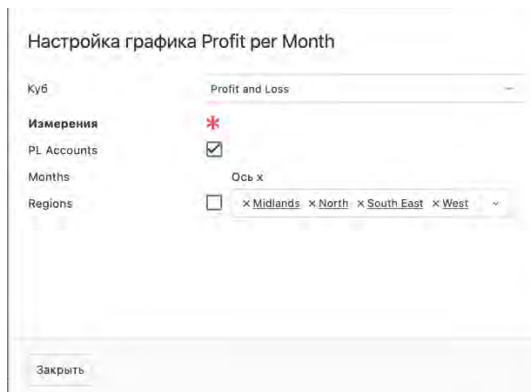 Настройка графика Profit per Month
Куб Profit and Loss
Измерения *
PL Accounts
Months Ось x
Regions × Midlands × North × South East × West
Закрыть